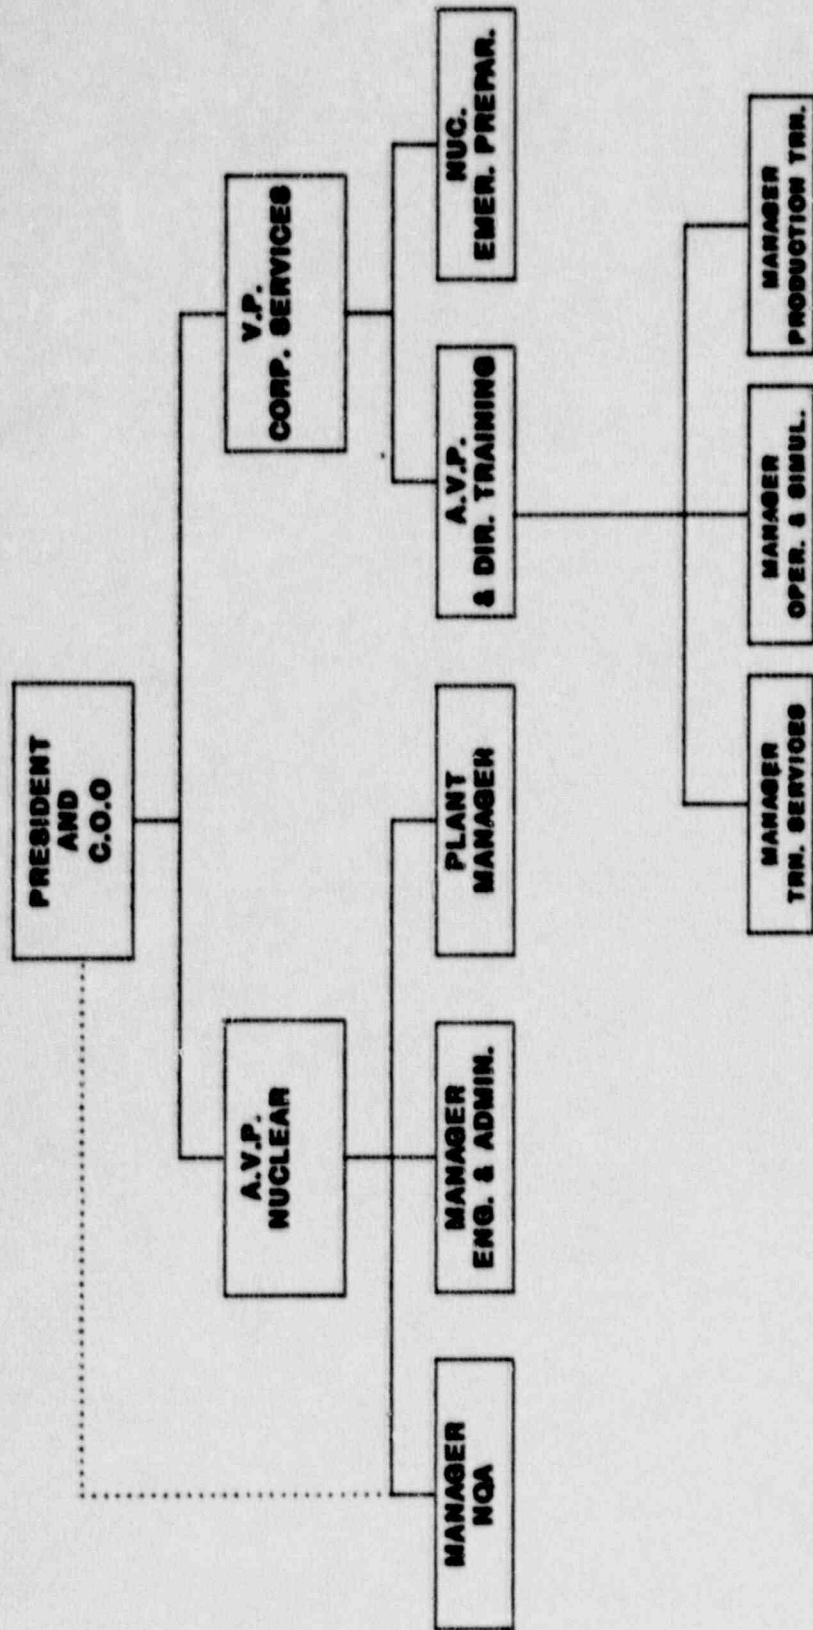 PRESIDENT
AND
C.O.O
A.V.P.
NUCLEAR
V.P.
CORP. SERVICES
MANAGER
NQA
MANAGER
ENG. & ADMIN.
PLANT
MANAGER
A.V.P.
& DIR. TRAINING
NUC.
EMER. PREPAR.
MANAGER
TRN. SERVICES
MANAGER
OPER. & SIMUL.
MANAGER
PRODUCTION TRN.